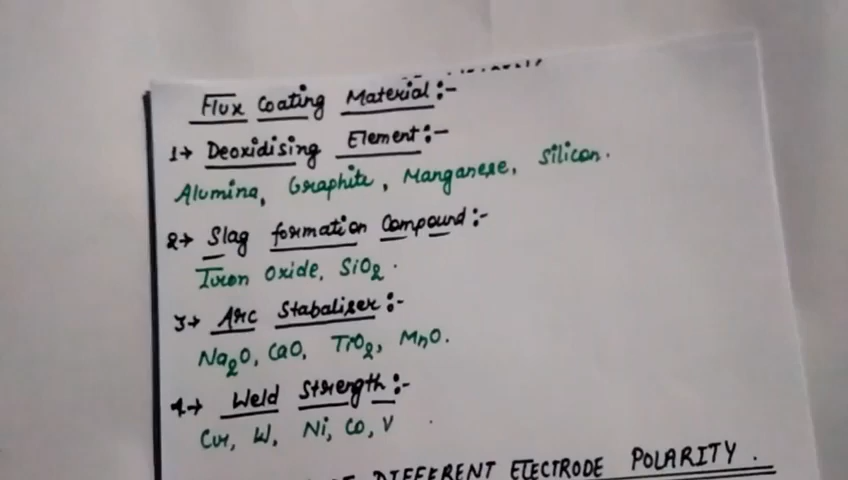 Flux Coating Material:-
1→ Deoxidising Element:-
Alumina, Graphite, Manganese, Silicon.
2→ Slag formation Compound:-
Iron Oxide, SiO2.
3→ Arc Stabaliser:-
Na2O, CaO, TiO2, MnO.
4→ Weld Strength:-
Cr, W, Ni, Co, V
DIFFERENT ELECTRODE POLARITY.